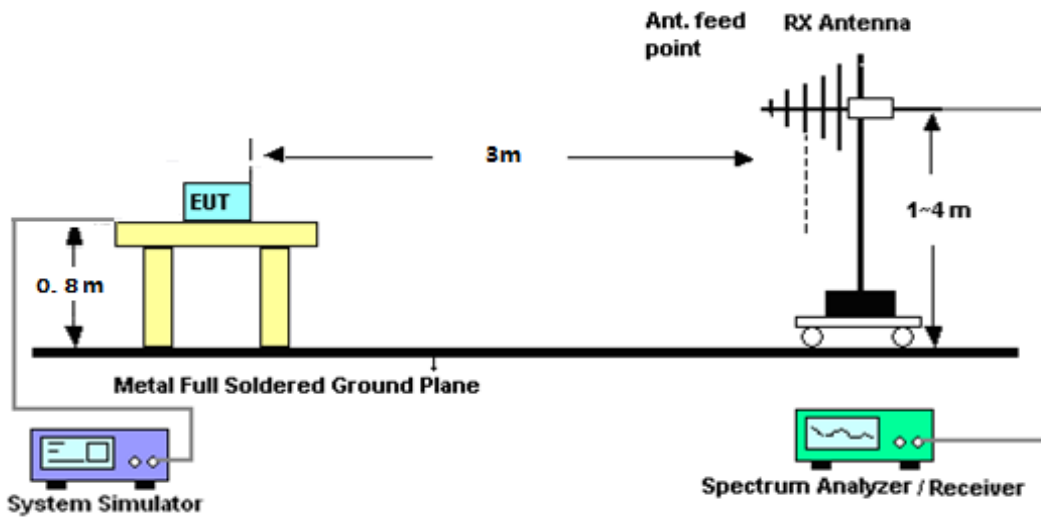 Ant. feed
point
RX Antenna
3m
EUT
1~4 m
0. 8 m
Metal Full Soldered Ground Plane
System Simulator
Spectrum Analyzer / Receiver